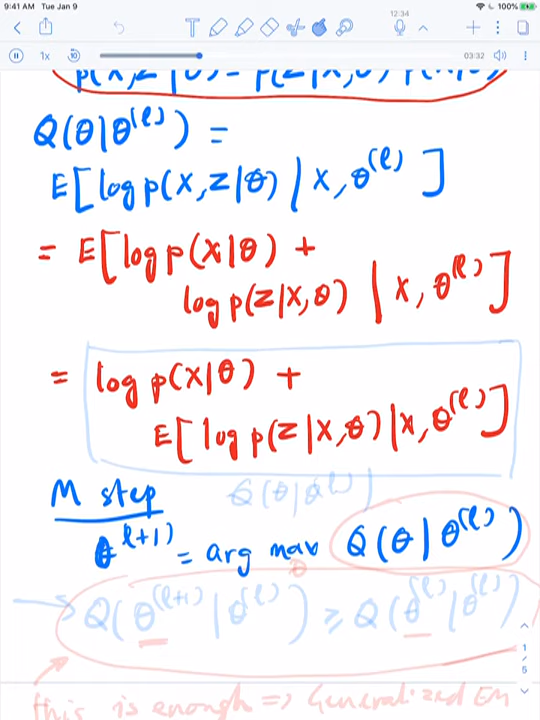 9:41 AM Tue Jan 9
100%
12:34
1x
10
03:32
p(X,Z|θ) = p(Z|X,θ) p(X|θ)
Q(θ|θ^(ℓ)) =
E[log p(X,Z|θ) | X, θ^(ℓ)]
= E[log p(X|θ) +
log p(Z|X,θ) | X, θ^(ℓ)]
= log p(X|θ) +
E[log p(Z|X,θ) | X, θ^(ℓ)]
Q(θ|θ^(ℓ))
M step
θ^(ℓ+1) = arg max Q(θ|θ^(ℓ))
θ
→ Q(θ^(ℓ+1)|θ^(ℓ)) ≥ Q(θ^(ℓ)|θ^(ℓ))
1
/
5
this is enough ⇒ Generalized EM